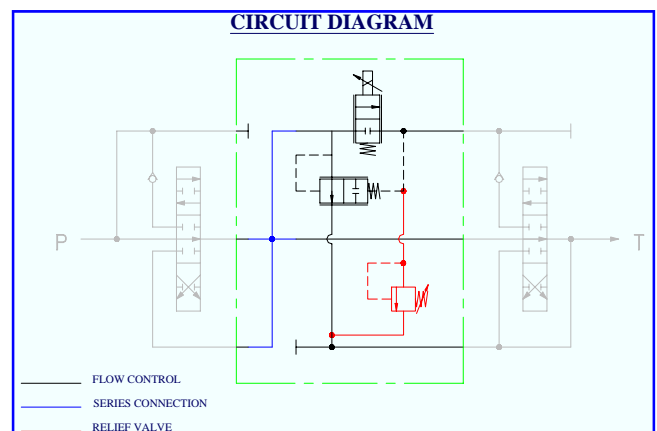 CIRCUIT DIAGRAM
P
T
FLOW CONTROL
SERIES CONNECTION
RELIEF VALVE